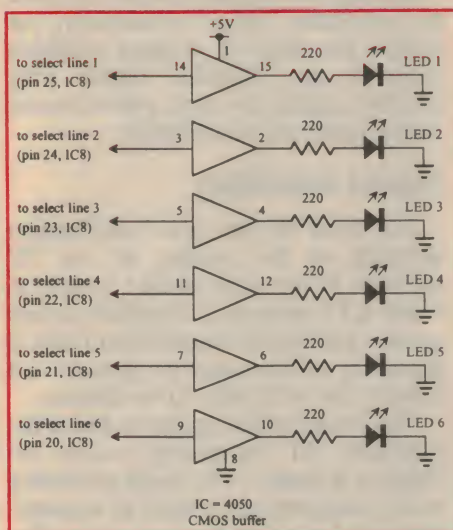 +5V
1
220
to select line 1
14
15
LED 1
(pin 25, IC8)
220
to select line 2
3
2
LED 2
(pin 24, IC8)
220
to select line 3
5
4
LED 3
(pin 23, IC8)
220
to select line 4
11
12
LED 4
(pin 22, IC8)
220
to select line 5
7
6
LED 5
(pin 21, IC8)
220
to select line 6
9
10
LED 6
(pin 20, IC8)
8
IC = 4050
CMOS buffer